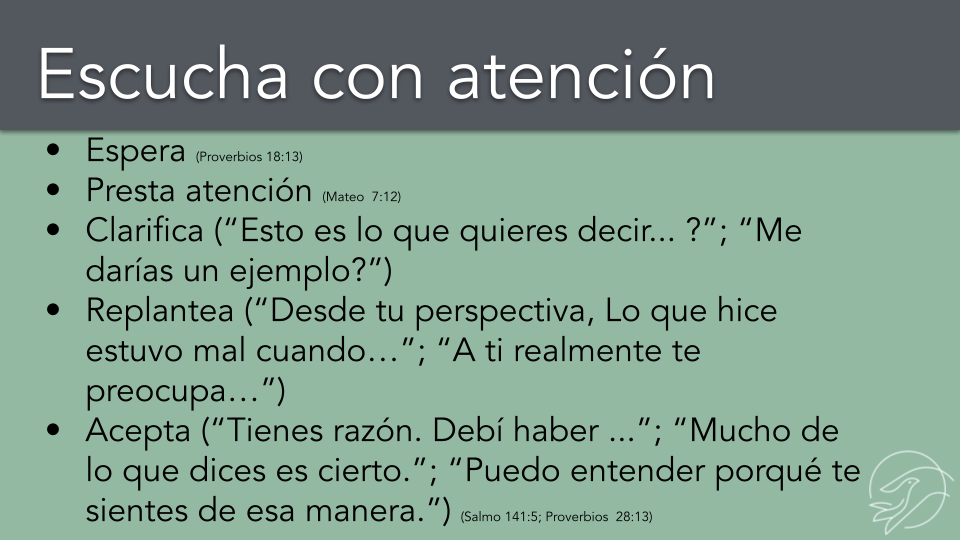 Escucha con atención
• Espera (Proverbios 18:13)
• Presta atención (Mateo 7:12)
• Clarifica (“Esto es lo que quieres decir... ?”; “Me
darías un ejemplo?”)
• Replantea (“Desde tu perspectiva, Lo que hice
estuvo mal cuando…”; “A ti realmente te
preocupa…”)
• Acepta (“Tienes razón. Debí haber ...”; “Mucho de
lo que dices es cierto.”; “Puedo entender porqué te
sientes de esa manera.”) (Salmo 141:5; Proverbios 28:13)